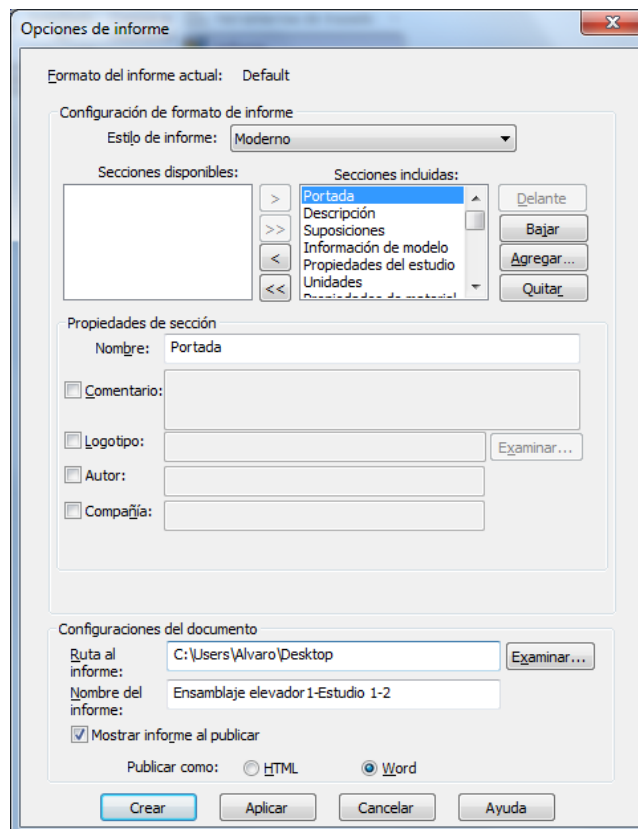 Opciones de informe
Formato del informe actual: Default
Configuración de formato de informe
Estilo de informe: Moderno
Secciones disponibles:
Secciones incluidas:
>
>>
<
<<
Portada
Descripción
Suposiciones
Información de modelo
Propiedades del estudio
Unidades
Delante
Bajar
Agregar...
Quitar
Propiedades de sección
Nombre: Portada
Comentario:
Logotipo:
Examinar...
Autor:
Compañía:
Configuraciones del documento
Ruta al
informe:
C:\Users\Alvaro\Desktop
Examinar...
Nombre del
informe:
Ensamblaje elevador1-Estudio 1-2
Mostrar informe al publicar
Publicar como: HTML Word
Crear Aplicar Cancelar Ayuda